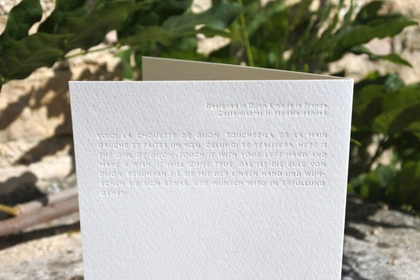 Designed in Dijon & made in France.
VOICI LA CHOUETTE DE DIJON. TOUCHEZ-LA DE LA MAIN
GAUCHE ET FAITES UN VŒU, CELUI-CI SE RÉALISERA. HERE IS
THE OWL OF DIJON. TOUCH IT WITH YOUR LEFT HAND AND
MAKE A WISH, IT WILL COME TRUE. DAS IST DIE EULE VON
DIJON. BERÜHREN SIE SIE MIT DER LINKEN HAND UND WÜN-
SCHEN SIE SICH ETWAS. DER WUNSCH WIRD IN ERFÜLLUNG
GEHEN.